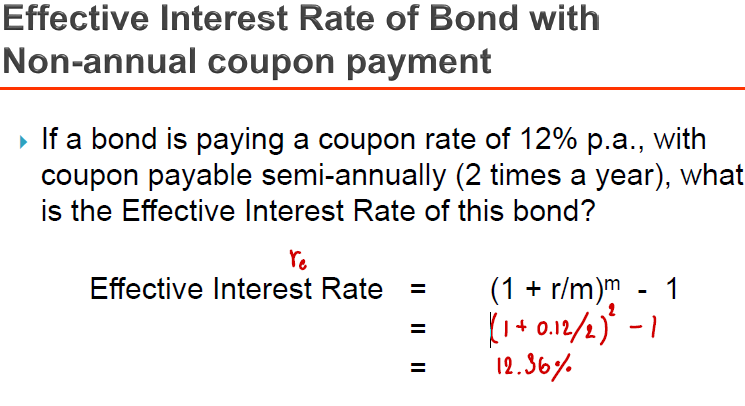 Effective Interest Rate of Bond with
Non-annual coupon payment
If a bond is paying a coupon rate of 12% p.a., with
coupon payable semi-annually (2 times a year), what
is the Effective Interest Rate of this bond?
re
Effective Interest Rate = (1 + r/m)ᵐ - 1
= (1 + 0.12/2)² - 1
= 12.36%